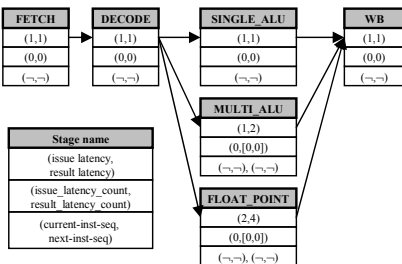 FETCH
(1,1)
(0,0)
(¬,¬)
DECODE
(1,1)
(0,0)
(¬,¬)
SINGLE_ALU
(1,1)
(0,0)
(¬,¬)
WB
(1,1)
(0,0)
(¬,¬)
MULTI_ALU
(1,2)
(0,[0,0])
(¬,¬), (¬,¬)
Stage name
(issue latency,
result latency)
(issue_latency_count,
result_latency_count)
(current-inst-seq,
next-inst-seq)
FLOAT_POINT
(2,4)
(0,[0,0])
(¬,¬), (¬,¬)